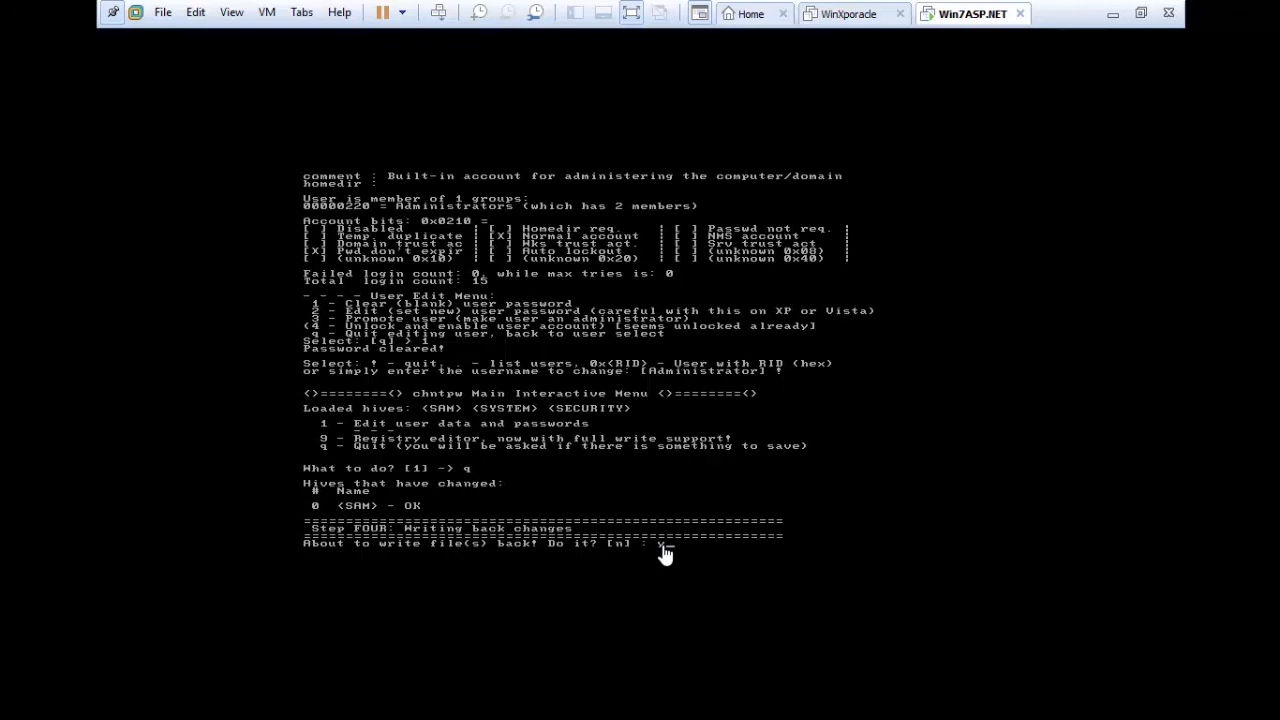 File Edit View VM Tabs Help Home WinXporacle Win7ASP.NET
comment : Built-in account for administering the computer/domain
homedir :
User is member of 1 groups:
00000220 = Administrators (which has 2 members)
Account bits: 0x0210 =
[ ] Disabled | [ ] Homedir req. | [ ] Passwd not req. |
[ ] Temp. duplicate | [X] Normal account | [ ] NMS account |
[ ] Domain trust ac | [ ] Wks trust act. | [ ] Srv trust act |
[X] Pwd don't expir | [ ] Auto lockout | [ ] (unknown 0x08) |
[ ] (unknown 0x10) | [ ] (unknown 0x20) | [ ] (unknown 0x40) |
Failed login count: 0, while max tries is: 0
Total login count: 15
- - - - User Edit Menu:
1 - Clear (blank) user password
2 - Edit (set new) user password (careful with this on XP or Vista)
3 - Promote user (make user an administrator)
(4 - Unlock and enable user account) [seems unlocked already]
q - Quit editing user, back to user select
Select: [q] > 1
Password cleared!
Select: ! - quit, . - list users, 0x<RID> - User with RID (hex)
or simply enter the username to change: [Administrator] !
<>========<> chntpw Main Interactive Menu <>========<>
Loaded hives: <SAM> <SYSTEM> <SECURITY>
1 - Edit user data and passwords
- - -
9 - Registry editor, now with full write support!
q - Quit (you will be asked if there is something to save)
What to do? [1] -> q
Hives that have changed:
# Name
0 <SAM> - OK
=========================================================
Step FOUR: Writing back changes
=========================================================
About to write file(s) back! Do it? [n] :